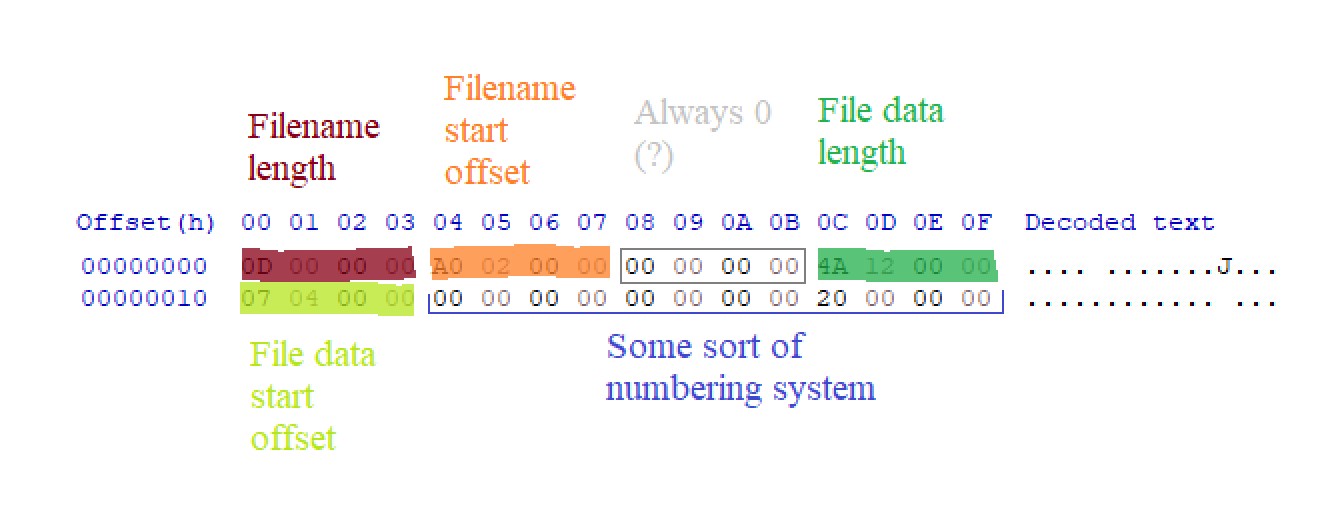 Filename
start
offset
Always 0
(?)
File data
length
Filename
length
Offset(h) 00 01 02 03 04 05 06 07 08 09 0A 0B 0C 0D 0E 0F Decoded text
00000000 0D 00 00 00 A0 02 00 00 00 00 00 00 4A 12 00 00 .... .......J...
00000010 07 04 00 00 00 00 00 00 00 00 00 00 20 00 00 00 ............ ...
File data
start
offset
Some sort of
numbering system